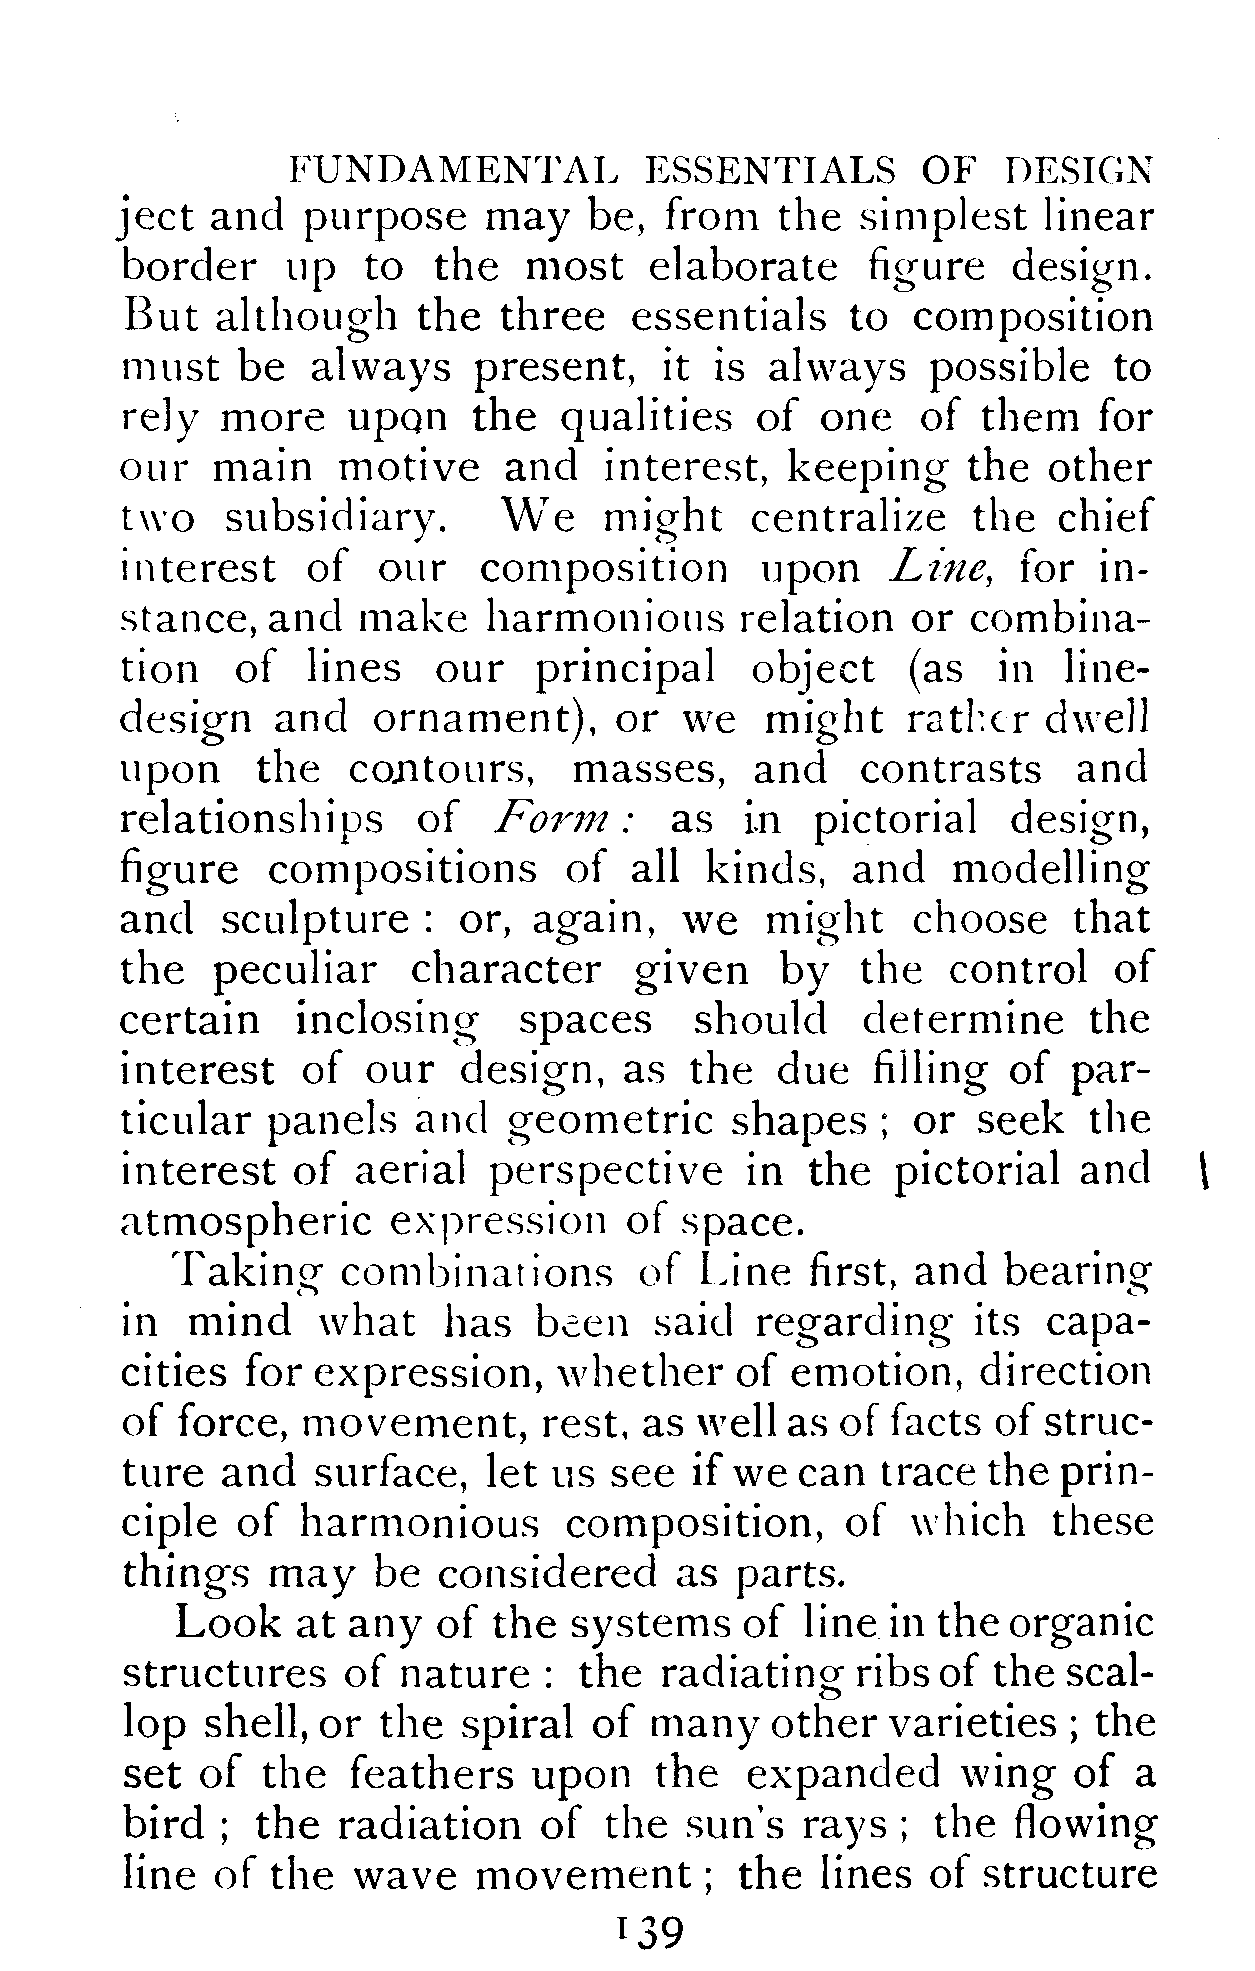 FUNDAMENTAL ESSENTIALS OF DESIGN
ject and purpose may be, from the simplest linear
border up to the most elaborate figure design.
But although the three essentials to composition
must be always present, it is always possible to
rely more upon the qualities of one of them for
our main motive and interest, keeping the other
two subsidiary. We might centralize the chief
interest of our composition upon Line, for in-
stance, and make harmonious relation or combina-
tion of lines our principal object (as in line-
design and ornament), or we might rather dwell
upon the contours, masses, and contrasts and
relationships of Form : as in pictorial design,
figure compositions of all kinds, and modelling
and sculpture : or, again, we might choose that
the peculiar character given by the control of
certain inclosing spaces should determine the
interest of our design, as the due filling of par-
ticular panels and geometric shapes ; or seek the
interest of aerial perspective in the pictorial and
atmospheric expression of space.
Taking combinations of Line first, and bearing
in mind what has been said regarding its capa-
cities for expression, whether of emotion, direction
of force, movement, rest, as well as of facts of struc-
ture and surface, let us see if we can trace the prin-
ciple of harmonious composition, of which these
things may be considered as parts.
Look at any of the systems of line in the organic
structures of nature : the radiating ribs of the scal-
lop shell, or the spiral of many other varieties ; the
set of the feathers upon the expanded wing of a
bird ; the radiation of the sun's rays ; the flowing
line of the wave movement ; the lines of structure
139